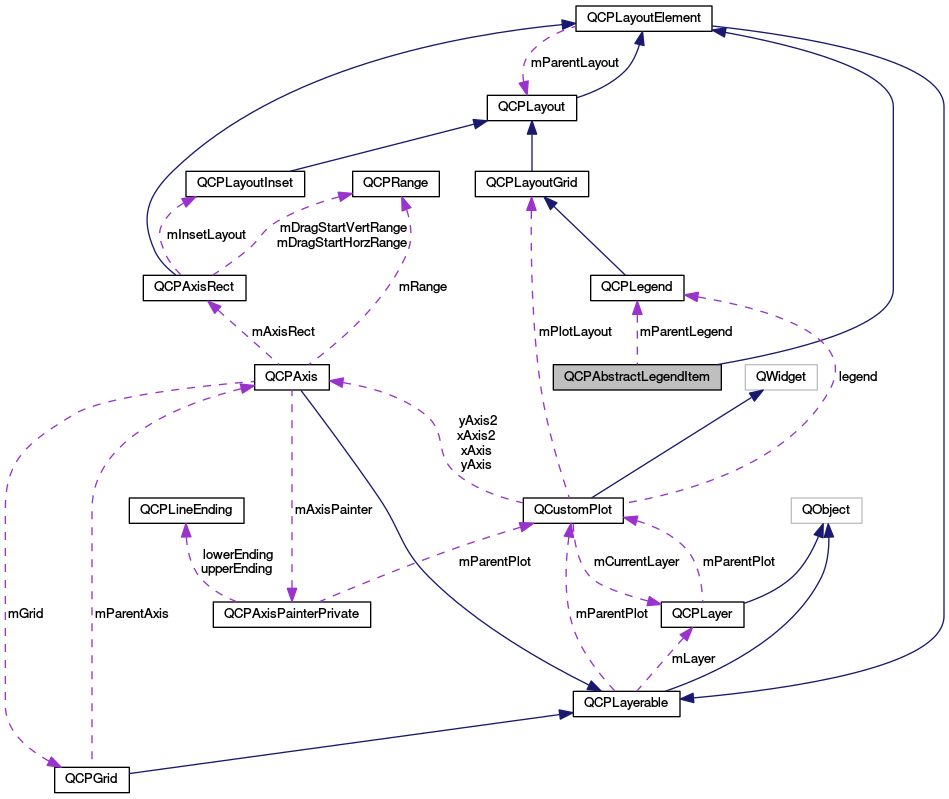 QCPLayoutElement
mParentLayout
QCPLayout
QCPLayoutInset
QCPRange
QCPLayoutGrid
mInsetLayout
mDragStartVertRange
mDragStartHorzRange
QCPAxisRect
mRange
QCPLegend
mAxisRect
mPlotLayout
mParentLegend
QCPAxis
QCPAbstractLegendItem
QWidget
legend
yAxis2
xAxis2
xAxis
yAxis
QCPLineEnding
mAxisPainter
QCustomPlot
QObject
lowerEnding
upperEnding
mParentPlot
mCurrentLayer
mParentPlot
mGrid
mParentAxis
QCPAxisPainterPrivate
mParentPlot
QCPLayer
mLayer
QCPLayerable
QCPGrid